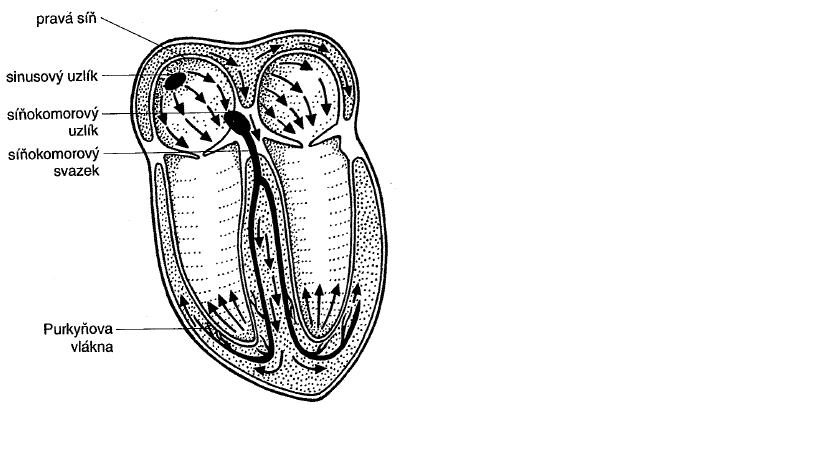 pravá síň
sinusový uzlík
síňokomorový
uzlík
síňokomorový
svazek
Purkyňova
vlákna